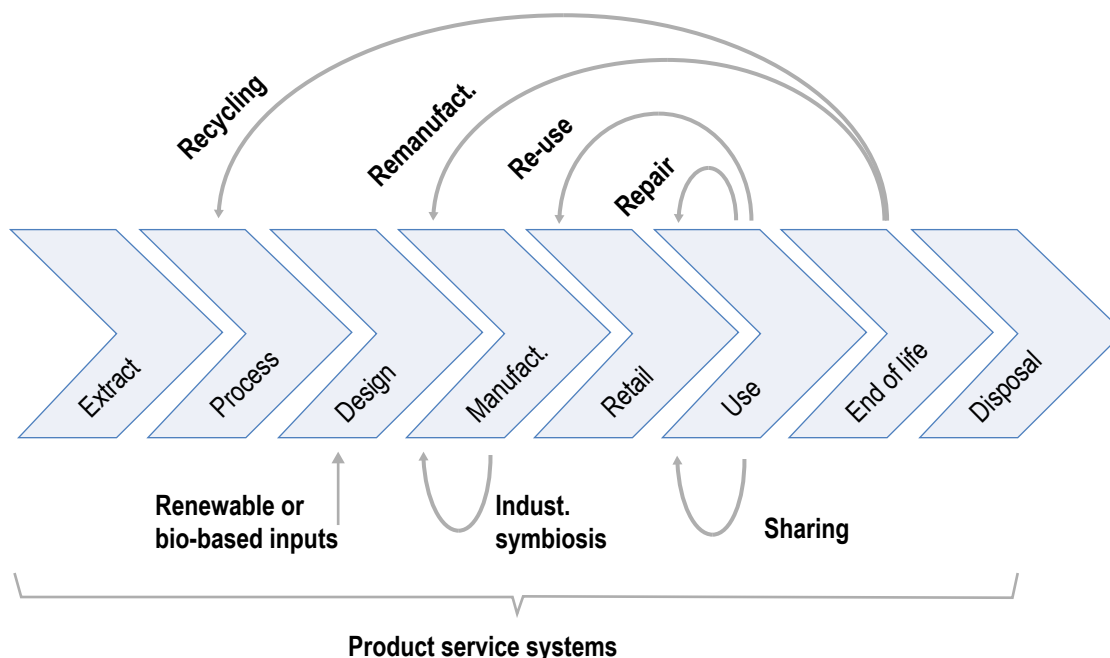 Recycling
Remanufact.
Re-use
Repair
Extract
Process
Design
Manufact.
Retail
Use
End of life
Disposal
Renewable or
bio-based inputs
Indust.
symbiosis
Sharing
Product service systems